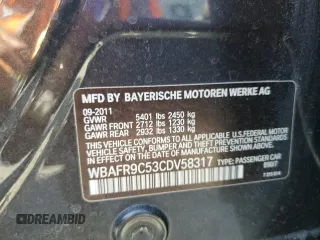 MFD BY BAYERISCHE MOTOREN WERKE AG
09-2011
GVWR 5401 lbs 2450 kg
GAWR FRONT 2712 lbs 1230 kg
GAWR REAR 2932 lbs 1330 kg
THIS VEHICLE CONFORMS TO ALL APPLICABLE
FEDERAL MOTOR VEHICLE SAFETY, BUMPER,
AND THEFT PREVENTION STANDARDS IN EFFECT
ON THE DATE OF MANUFACTURE SHOWN ABOVE.
WBAFR9C53CDV58317 TYPE: PASSENGER CAR
DREAMBID